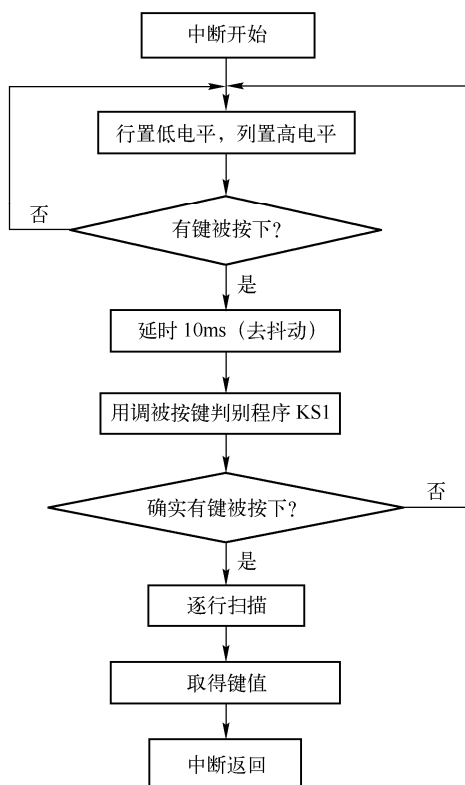 中断开始
行置低电平，列置高电平
否
有键被按下？
是
延时 10ms（去抖动）
用调被按键判别程序 KS1
否
确实有键被按下？
是
逐行扫描
取得键值
中断返回